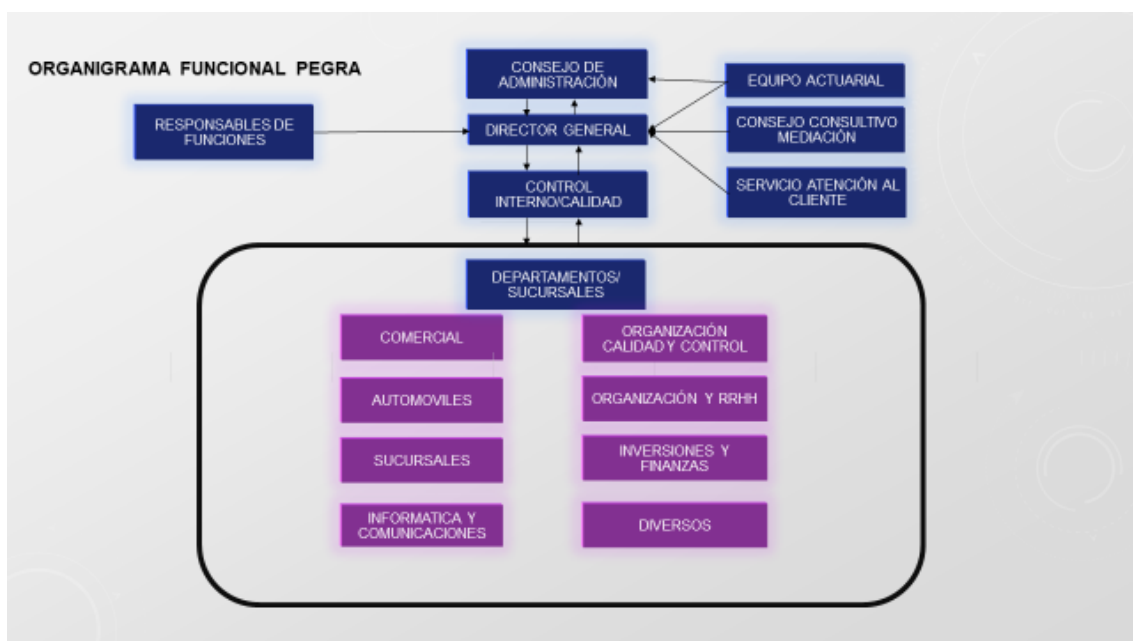 ORGANIGRAMA FUNCIONAL PEGRA
CONSEJO DE
ADMINISTRACIÓN
EQUIPO ACTUARIAL
RESPONSABLES DE
FUNCIONES
DIRECTOR GENERAL
CONSEJO CONSULTIVO
MEDIACIÓN
CONTROL
INTERNO/CALIDAD
SERVICIO ATENCIÓN AL
CLIENTE
DEPARTAMENTOS/
SUCURSALES
COMERCIAL
ORGANIZACIÓN
CALIDAD Y CONTROL
AUTOMOVILES
ORGANIZACIÓN Y RRHH
SUCURSALES
INVERSIONES Y
FINANZAS
INFORMATICA Y
COMUNICACIONES
DIVERSOS